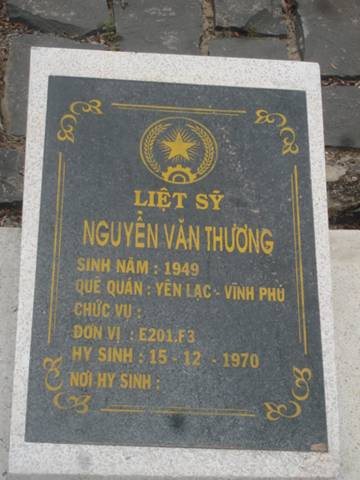 LIỆT SỸ
NGUYỄN VĂN THƯƠNG
SINH NĂM : 1949
QUÊ QUÁN : YÊN LẠC - VĨNH PHÚ
CHỨC VỤ :
ĐƠN VỊ : E201.F3
HY SINH : 15 - 12 - 1970
NƠI HY SINH :